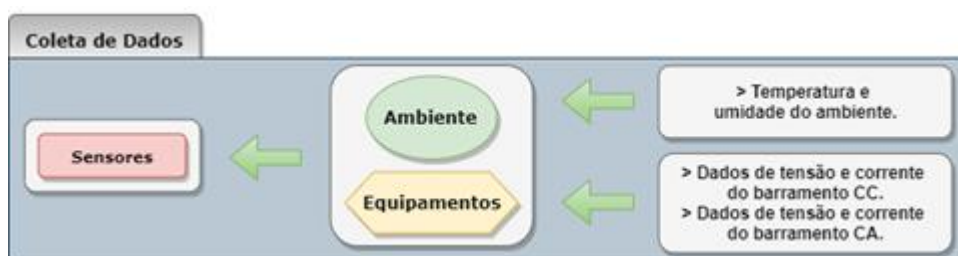 Coleta de Dados
Sensores
Ambiente
Equipamentos
> Temperatura e
umidade do ambiente.
> Dados de tensão e corrente
do barramento CC.
> Dados de tensão e corrente
do barramento CA.